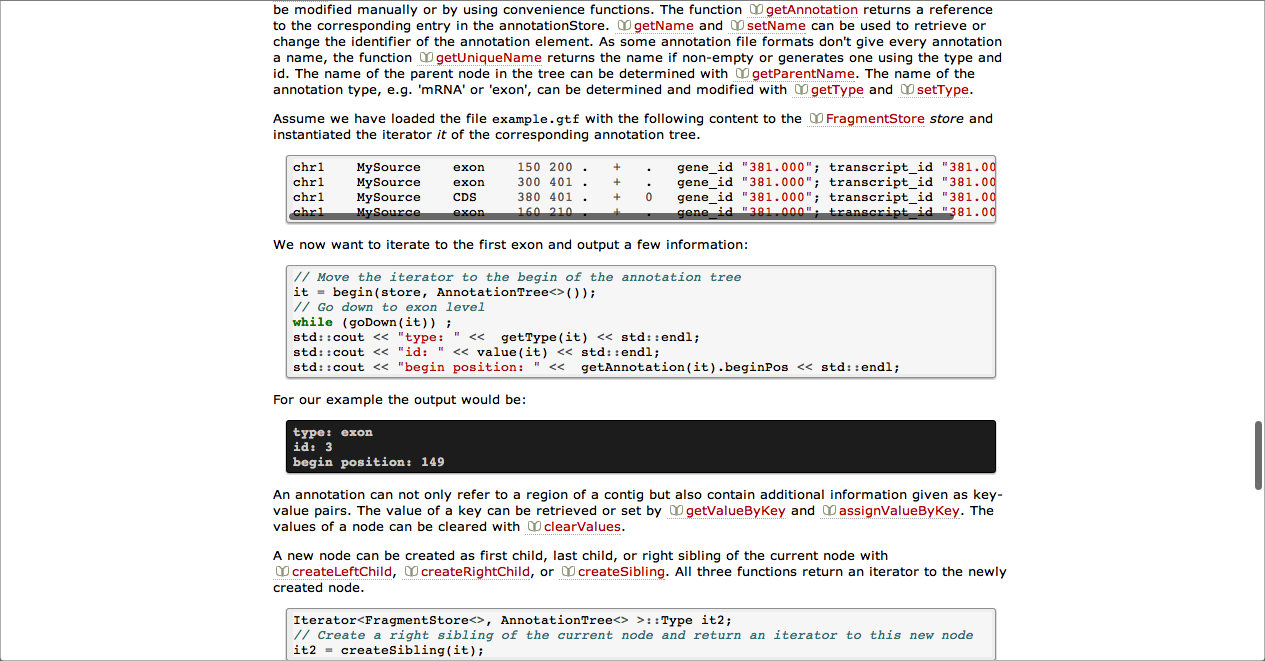 be modified manually or by using convenience functions. The function getAnnotation returns a reference
to the corresponding entry in the annotationStore. getName and setName can be used to retrieve or
change the identifier of the annotation element. As some annotation file formats don't give every annotation
a name, the function getUniqueName returns the name if non-empty or generates one using the type and
id. The name of the parent node in the tree can be determined with getParentName. The name of the
annotation type, e.g. 'mRNA' or 'exon', can be determined and modified with getType and setType.
Assume we have loaded the file example.gtf with the following content to the FragmentStore store and
instantiated the iterator it of the corresponding annotation tree.
chr1 MySource exon 150 200 . + . gene_id "381.000"; transcript_id "381.00
chr1 MySource exon 300 401 . + . gene_id "381.000"; transcript_id "381.00
chr1 MySource CDS 380 401 . + 0 gene_id "381.000"; transcript_id "381.00
chr1 MySource exon 160 210 . + . gene_id "381.000"; transcript_id "381.00
We now want to iterate to the first exon and output a few information:
// Move the iterator to the begin of the annotation tree
it = begin(store, AnnotationTree<>());
// Go down to exon level
while (goDown(it)) ;
std::cout << "type: " << getType(it) << std::endl;
std::cout << "id: " << value(it) << std::endl;
std::cout << "begin position: " << getAnnotation(it).beginPos << std::endl;
For our example the output would be:
type: exon
id: 3
begin position: 149
An annotation can not only refer to a region of a contig but also contain additional information given as key-
value pairs. The value of a key can be retrieved or set by getValueByKey and assignValueByKey. The
values of a node can be cleared with clearValues.
A new node can be created as first child, last child, or right sibling of the current node with
createLeftChild, createRightChild, or createSibling. All three functions return an iterator to the newly
created node.
Iterator<FragmentStore<>, AnnotationTree<> >::Type it2;
// Create a right sibling of the current node and return an iterator to this new node
it2 = createSibling(it);